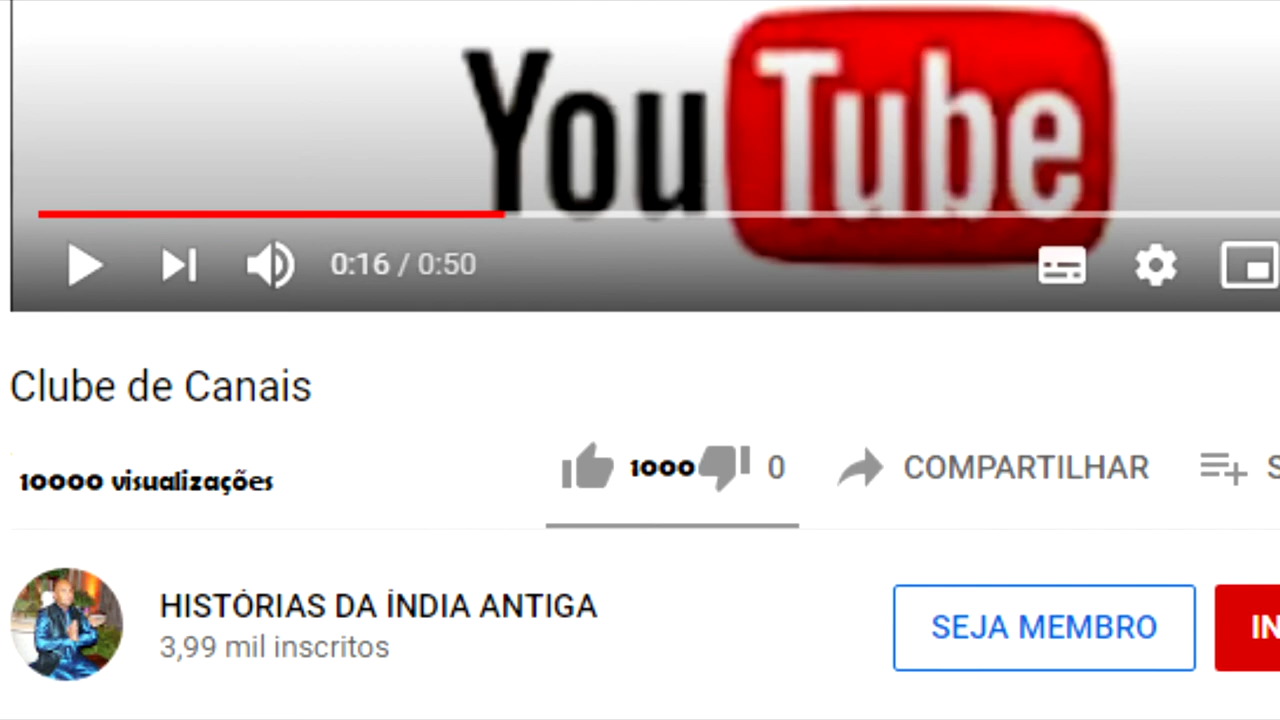 YouTube
0:16 / 0:50
Clube de Canais
10000 visualizações
1000 0 COMPARTILHAR S
HISTÓRIAS DA ÍNDIA ANTIGA
3,99 mil inscritos
SEJA MEMBRO IN